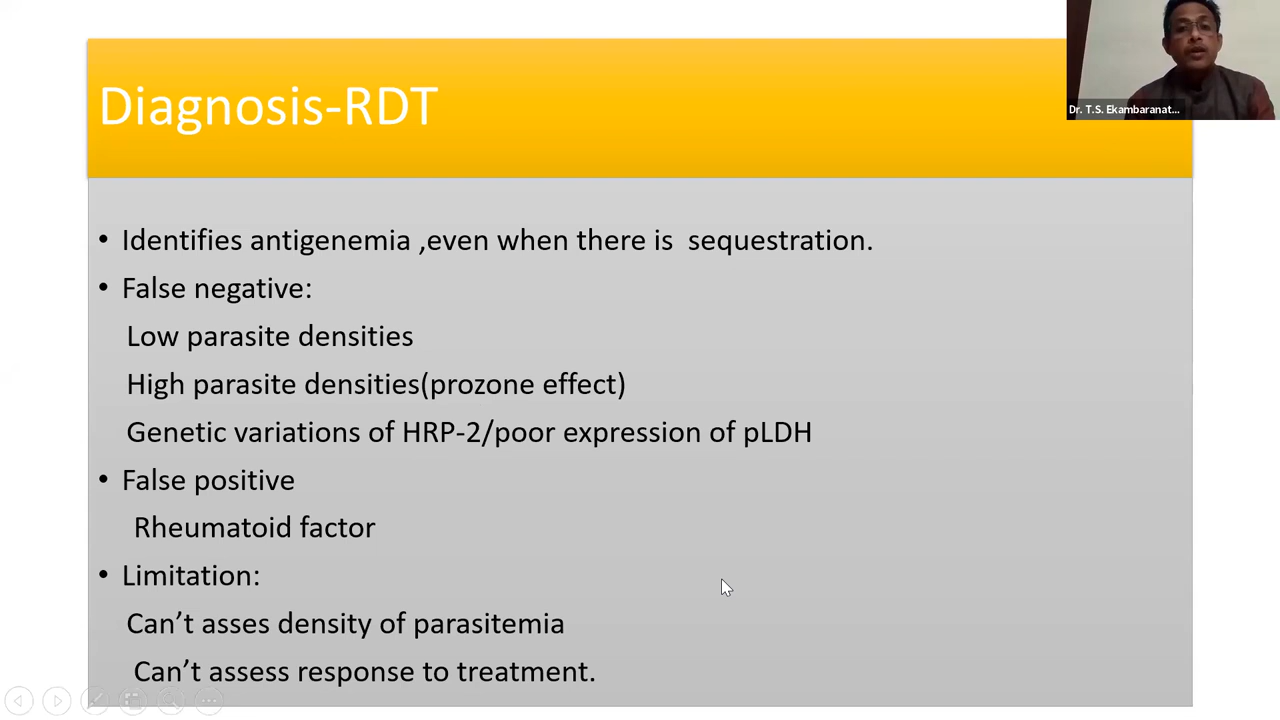 Diagnosis-RDT
Dr. T.S. Ekambaranat...
• Identifies antigenemia ,even when there is  sequestration.
• False negative:
Low parasite densities
High parasite densities(prozone effect)
Genetic variations of HRP-2/poor expression of pLDH
• False positive
Rheumatoid factor
• Limitation:
Can’t asses density of parasitemia
Can’t assess response to treatment.